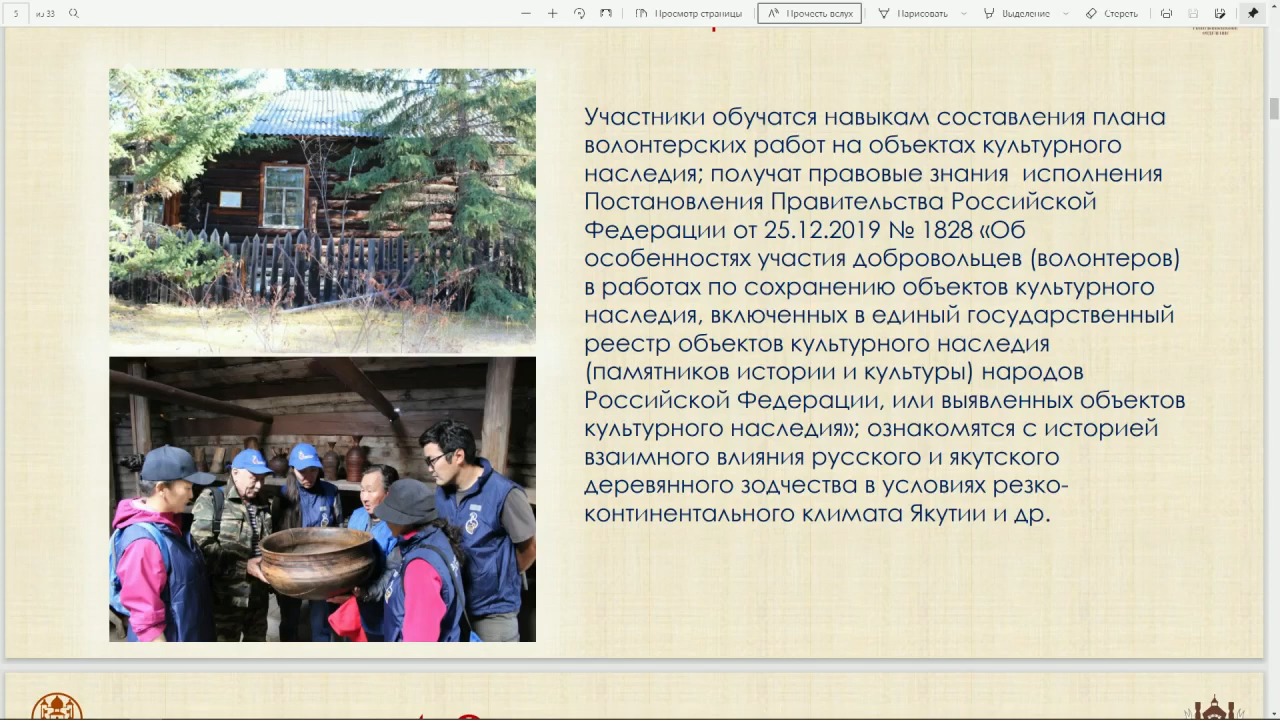 5 из 33
Просмотр страницы
Прочесть вслух
Нарисовать
Выделение
Стереть
Участники обучатся навыкам составления плана
волонтерских работ на объектах культурного
наследия; получат правовые знания исполнения
Постановления Правительства Российской
Федерации от 25.12.2019 № 1828 «Об
особенностях участия добровольцев (волонтеров)
в работах по сохранению объектов культурного
наследия, включенных в единый государственный
реестр объектов культурного наследия
(памятников истории и культуры) народов
Российской Федерации, или выявленных объектов
культурного наследия»; ознакомятся с историей
взаимного влияния русского и якутского
деревянного зодчества в условиях резко-
континентального климата Якутии и др.